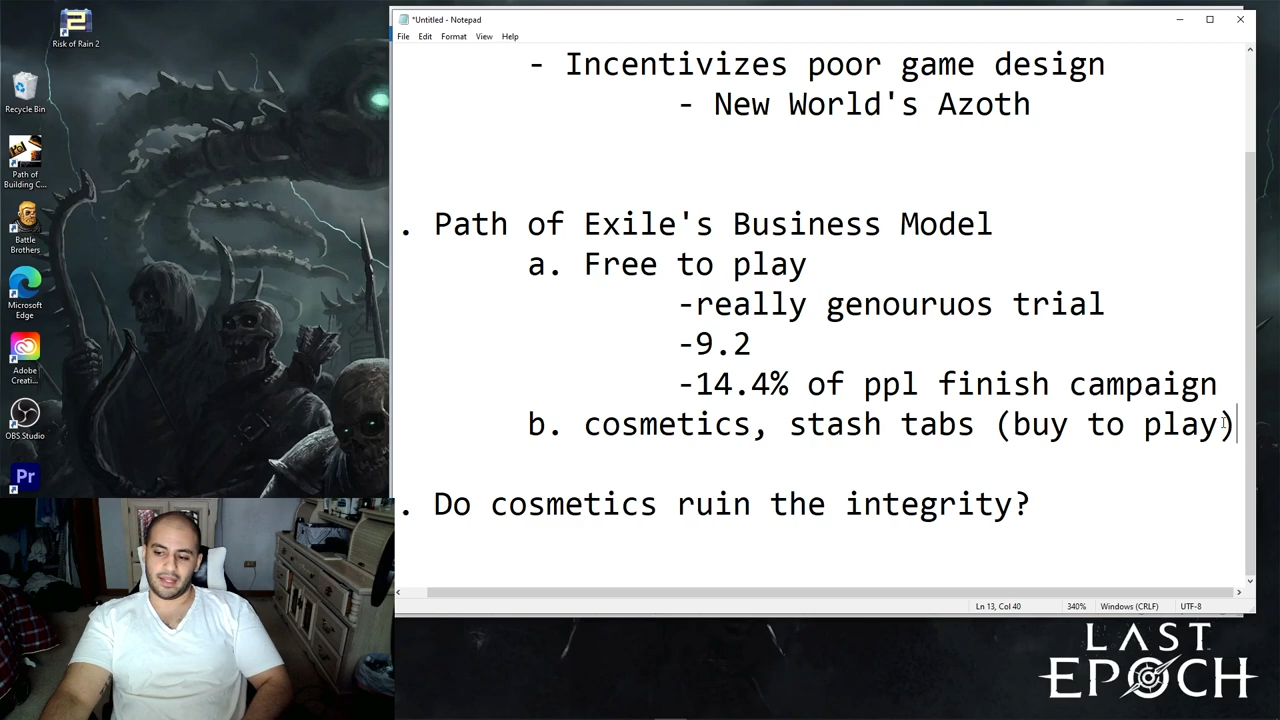 *Untitled - Notepad
File Edit Format View Help
- Incentivizes poor game design
- New World's Azoth
. Path of Exile's Business Model
a. Free to play
-really genouruos trial
-9.2
-14.4% of ppl finish campaign
b. cosmetics, stash tabs (buy to play)
. Do cosmetics ruin the integrity?
Ln 13, Col 40 340% Windows (CRLF) UTF-8
Risk of Rain 2
Recycle Bin
Path of
Building C...
Battle
Brothers
Microsoft
Edge
Adobe
Creati...
OBS Studio
Pr
LAST
EPOCH